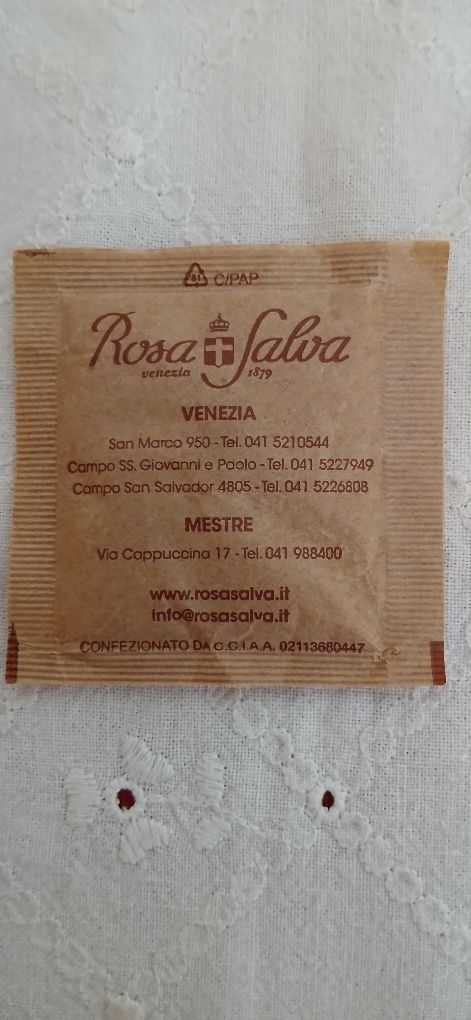 81 C/PAP
Rosa Salva
venezia 1879
VENEZIA
San Marco 950 - Tel. 041 5210544
Campo SS. Giovanni e Paolo - Tel. 041 5227949
Campo San Salvador 4805 - Tel. 041 5226808
MESTRE
Via Cappuccina 17 - Tel. 041 988400
www.rosasalva.it
info@rosasalva.it
CONFEZIONATO DA C.C.I.A.A. 02113680447